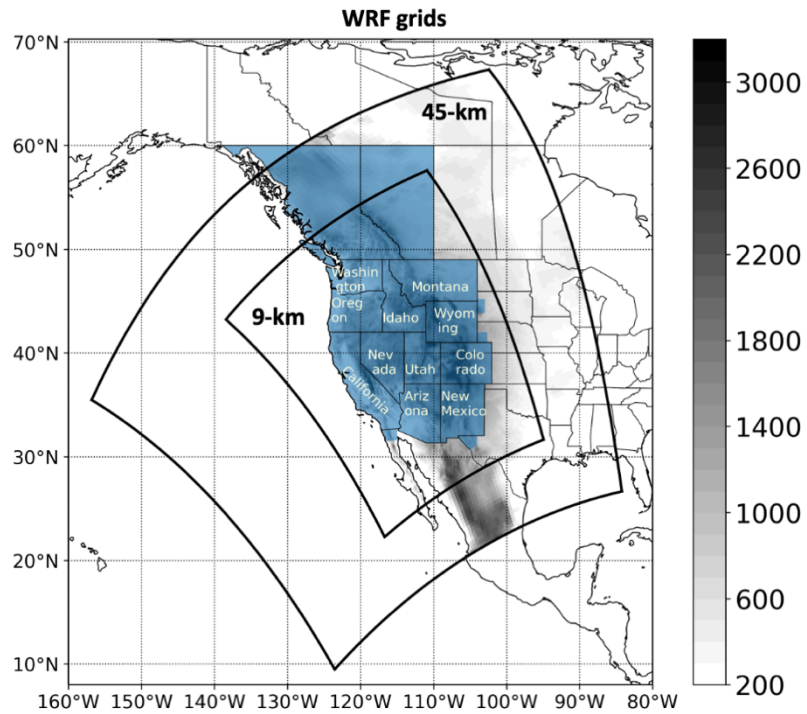 WRF grids
70°N
60°N
50°N
40°N
30°N
20°N
10°N
160°W 150°W 140°W 130°W 120°W 110°W 100°W 90°W 80°W
45-km
9-km
Washin
gton
Oreg
on
Montana
Idaho
Wyom
ing
Nev
ada
Utah
Colo
rado
California
Ariz
ona
New
Mexico
3000
2600
2200
1800
1400
1000
600
200